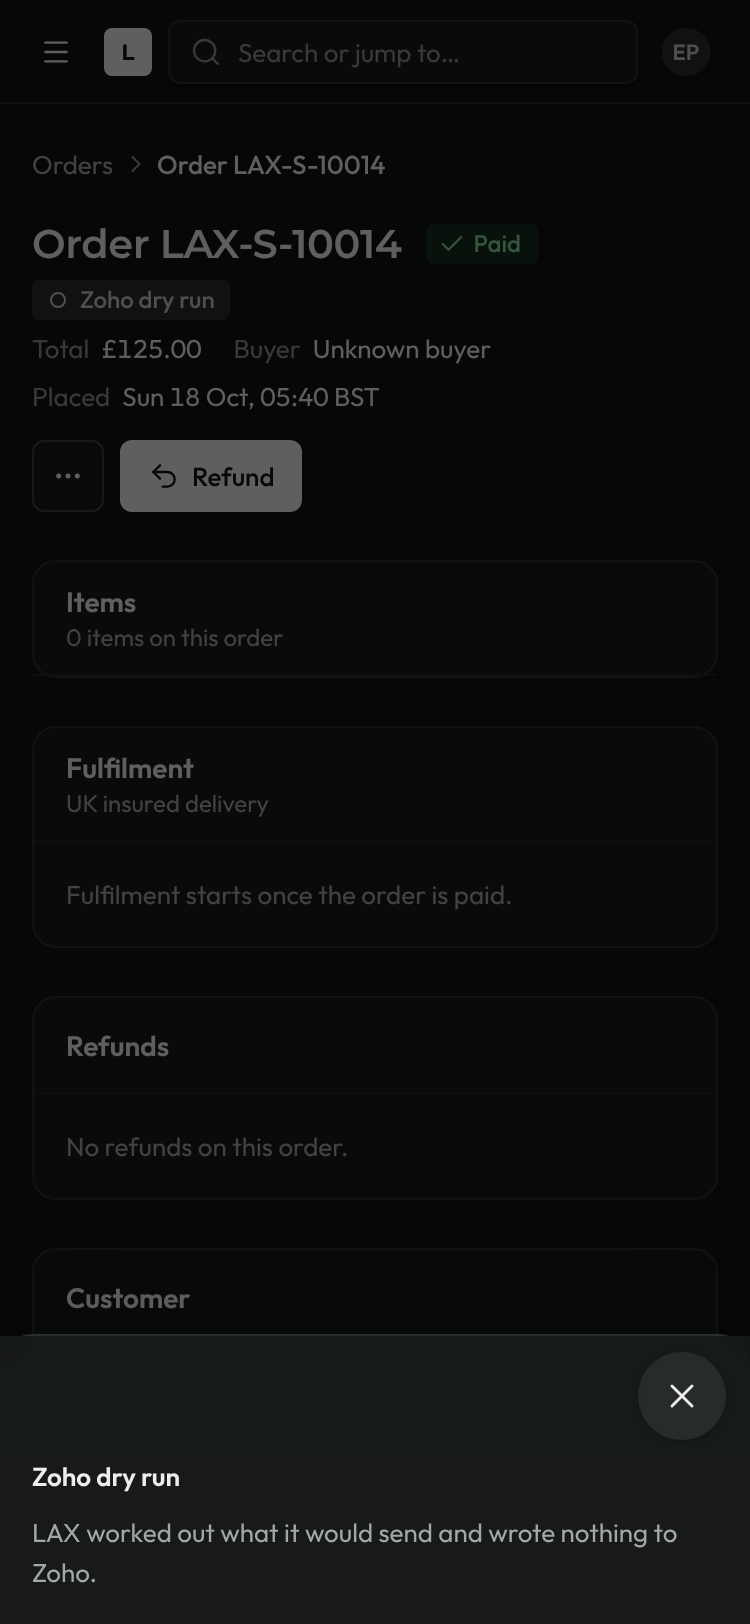 L
Search or jump to...
EP
Orders > Order LAX-S-10014
Order LAX-S-10014
Paid
Zoho dry run
Total £125.00 Buyer Unknown buyer
Placed Sun 18 Oct, 05:40 BST
Refund
Items
0 items on this order
Fulfilment
UK insured delivery
Fulfilment starts once the order is paid.
Refunds
No refunds on this order.
Customer
Zoho dry run
LAX worked out what it would send and wrote nothing to
Zoho.